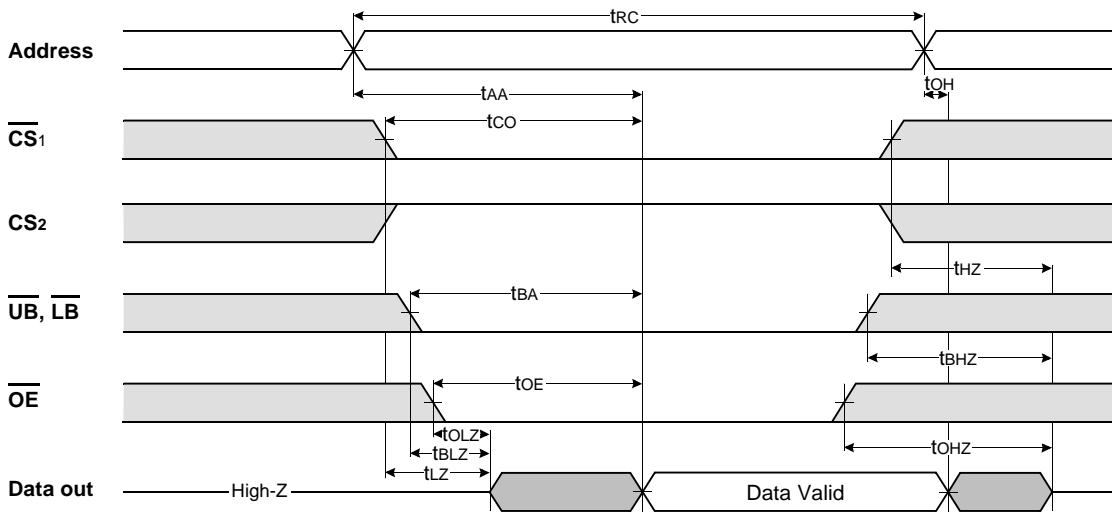 tRC
Address
tOH
tAA
tCO
CS1
CS2
tHZ
tBA
UB, LB
tBHZ
tOE
OE
tOLZ
tBLZ
tOHZ
tLZ
Data out
High-Z
Data Valid